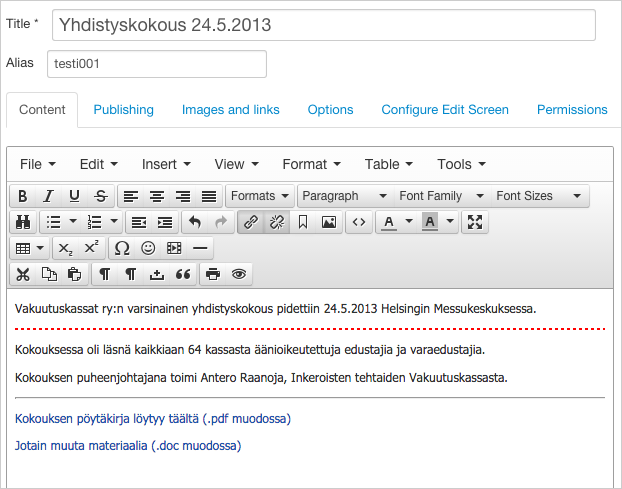 Title *
Yhdistyskokous 24.5.2013
Alias
testi001
Content Publishing Images and links Options Configure Edit Screen Permissions
File Edit Insert View Format Table Tools
B I U S Formats Paragraph Font Family Font Sizes
A A
X2 X2 Ω
¶ ¶
Vakuutuskassat ry:n varsinainen yhdistyskokous pidettiin 24.5.2013 Helsingin Messukeskuksessa.
Kokouksessa oli läsnä kaikkiaan 64 kassasta äänioikeutettuja edustajia ja varaedustajia.
Kokouksen puheenjohtajana toimi Antero Raanoja, Inkeroisten tehtaiden Vakuutuskassasta.
Kokouksen pöytäkirja löytyy täältä (.pdf muodossa)
Jotain muuta materiaalia (.doc muodossa)